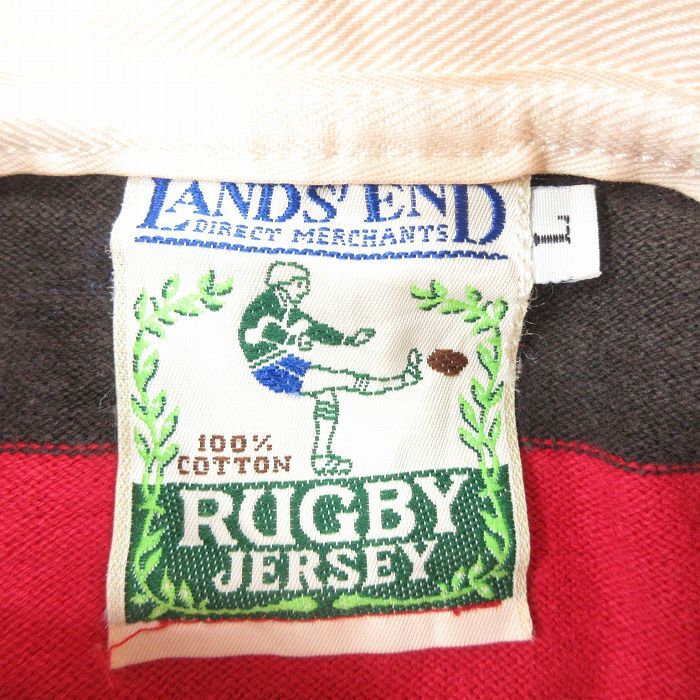 LANDS' END
DIRECT MERCHANTS
L
100%
COTTON
RUGBY
JERSEY